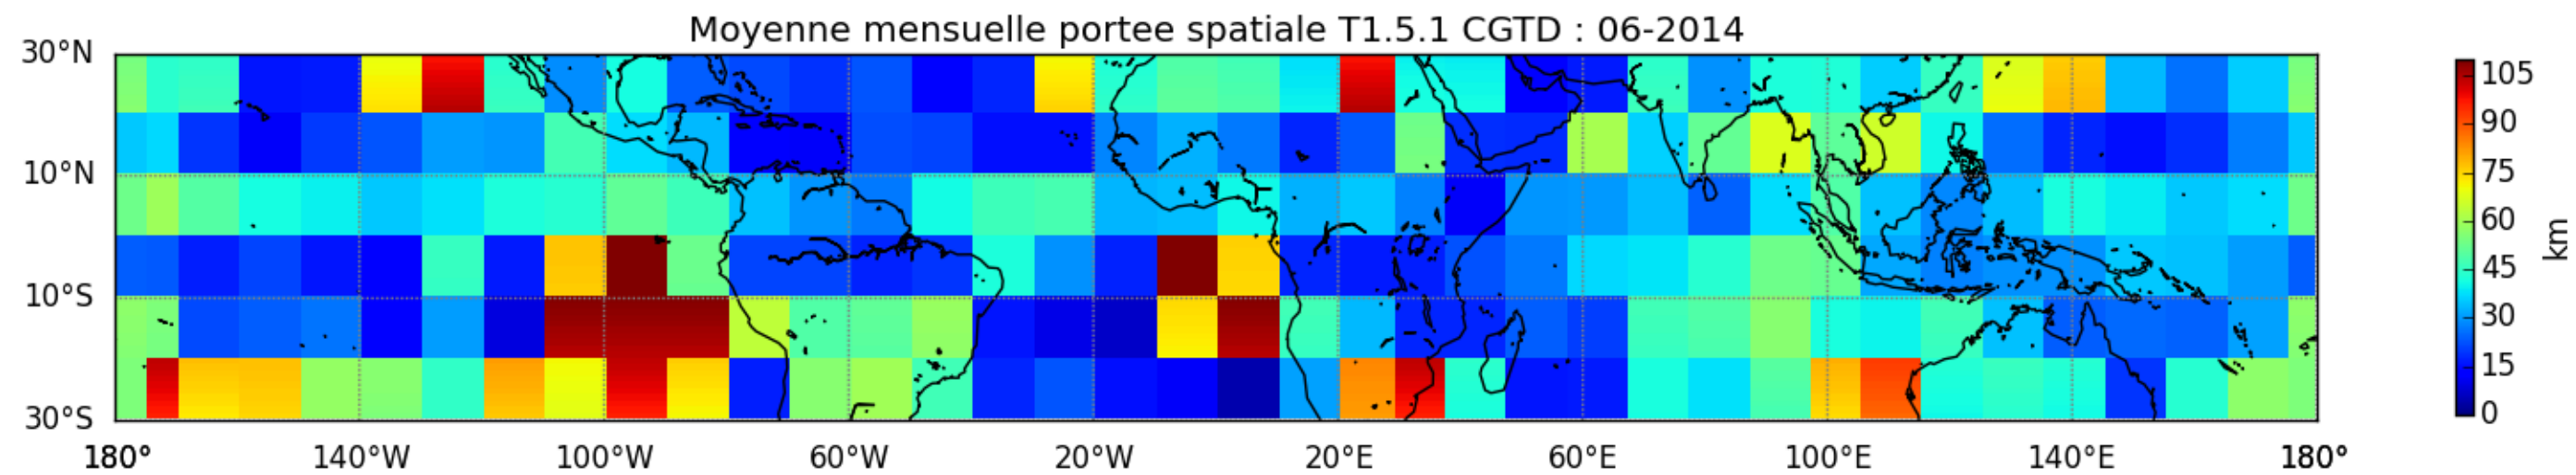 Moyenne mensuelle portee spatiale T1.5.1 CGTD : 06-2014
30°N
10°N
10°S
30°S
180° 140°W 100°W 60°W 20°W 20°E 60°E 100°E 140°E 180°
105
90
75
60
45
30
15
0
km